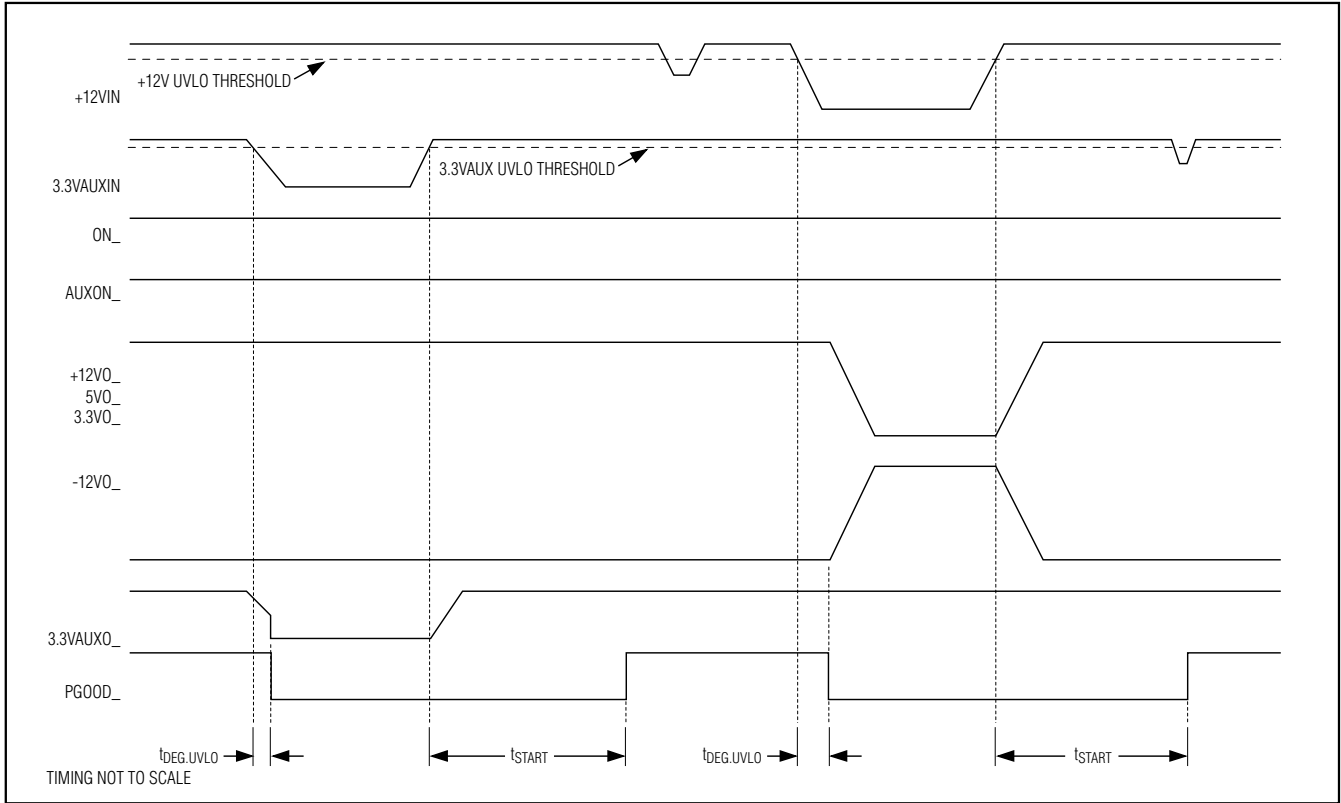 +12V UVLO THRESHOLD
+12VIN
3.3VAUX UVLO THRESHOLD
3.3VAUXIN
ON_
AUXON_
+12VO_
5VO_
3.3VO_
-12VO_
3.3VAUXO_
PGOOD_
tDEG.UVLO
tSTART
tDEG.UVLO
tSTART
TIMING NOT TO SCALE